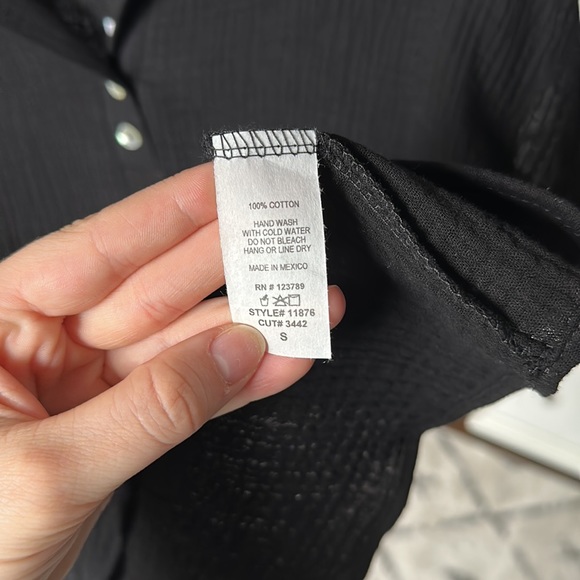 100% COTTON
HAND WASH
WITH COLD WATER
DO NOT BLEACH
HANG OR LINE DRY
MADE IN MEXICO
RN # 123789
STYLE# 11876
CUT# 3442
S